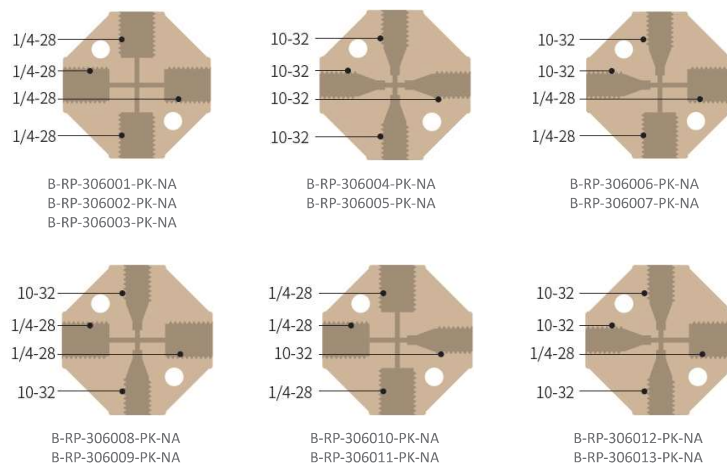 1/4-28
1/4-28
1/4-28
1/4-28
B-RP-306001-PK-NA
B-RP-306002-PK-NA
B-RP-306003-PK-NA
10-32
10-32
10-32
10-32
B-RP-306004-PK-NA
B-RP-306005-PK-NA
10-32
10-32
1/4-28
1/4-28
B-RP-306006-PK-NA
B-RP-306007-PK-NA
10-32
1/4-28
1/4-28
10-32
B-RP-306008-PK-NA
B-RP-306009-PK-NA
1/4-28
1/4-28
10-32
1/4-28
B-RP-306010-PK-NA
B-RP-306011-PK-NA
10-32
10-32
1/4-28
10-32
B-RP-306012-PK-NA
B-RP-306013-PK-NA